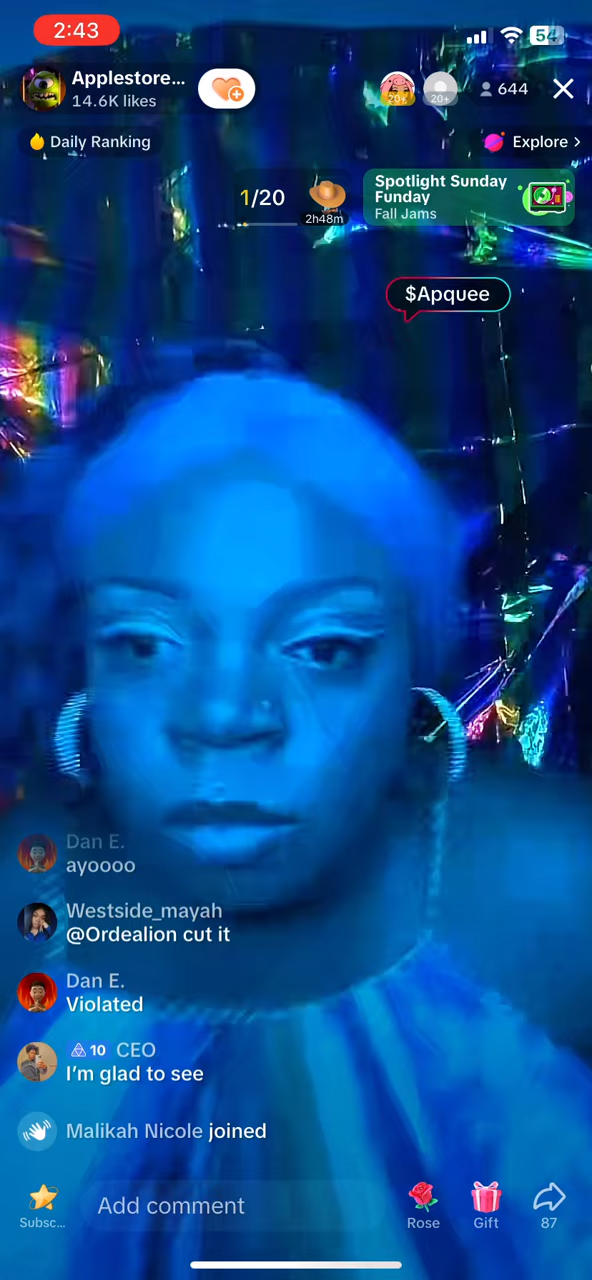 2:43
54
Applestore...
14.6K likes
20+
20+
644
Daily Ranking
Explore >
1/20
2h48m
Spotlight Sunday
Funday
Fall Jams
$Apquee
Dan E.
ayoooo
Westside_mayah
@Ordealion cut it
Dan E.
Violated
10 CEO
I'm glad to see
Malikah Nicole joined
Subsc...
Add comment
Rose
Gift
87